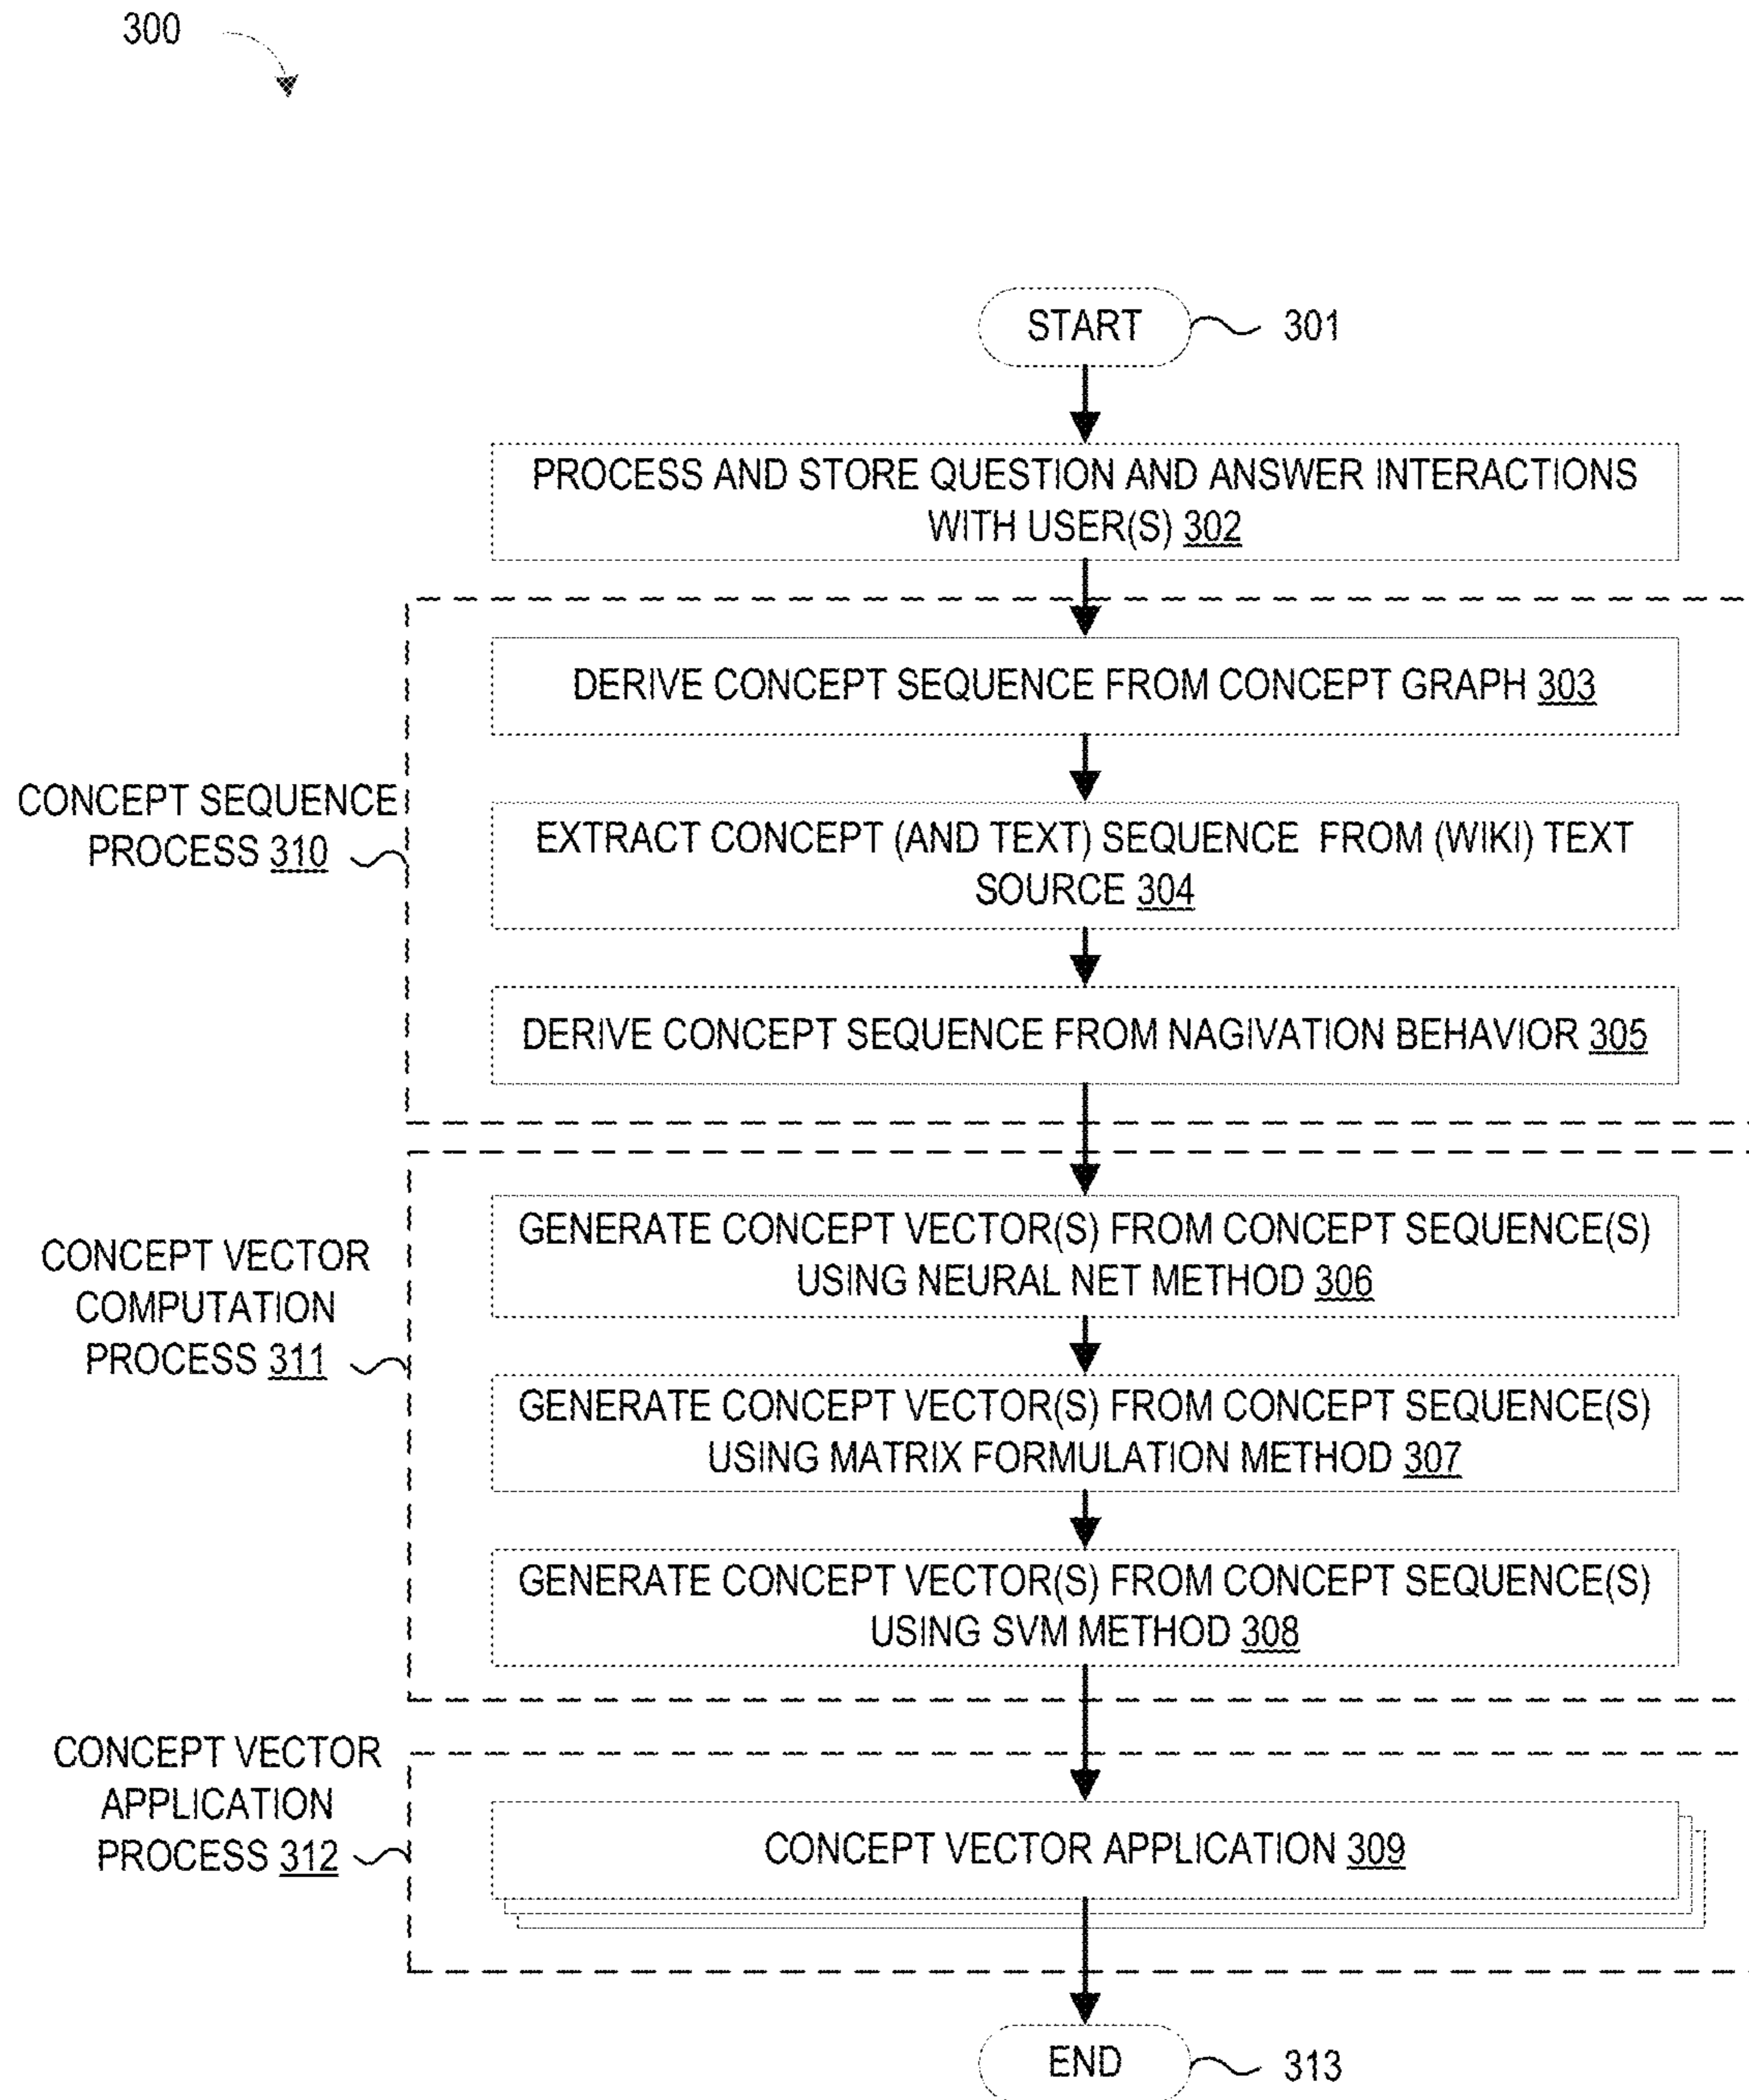 300
START
301
PROCESS AND STORE QUESTION AND ANSWER INTERACTIONS
WITH USER(S) 302
DERIVE CONCEPT SEQUENCE FROM CONCEPT GRAPH 303
CONCEPT SEQUENCE
PROCESS 310
EXTRACT CONCEPT (AND TEXT) SEQUENCE FROM (WIKI) TEXT
SOURCE 304
DERIVE CONCEPT SEQUENCE FROM NAGIVATION BEHAVIOR 305
CONCEPT VECTOR
COMPUTATION
PROCESS 311
GENERATE CONCEPT VECTOR(S) FROM CONCEPT SEQUENCE(S)
USING NEURAL NET METHOD 306
GENERATE CONCEPT VECTOR(S) FROM CONCEPT SEQUENCE(S)
USING MATRIX FORMULATION METHOD 307
GENERATE CONCEPT VECTOR(S) FROM CONCEPT SEQUENCE(S)
USING SVM METHOD 308
CONCEPT VECTOR
APPLICATION
PROCESS 312
CONCEPT VECTOR APPLICATION 309
END
313